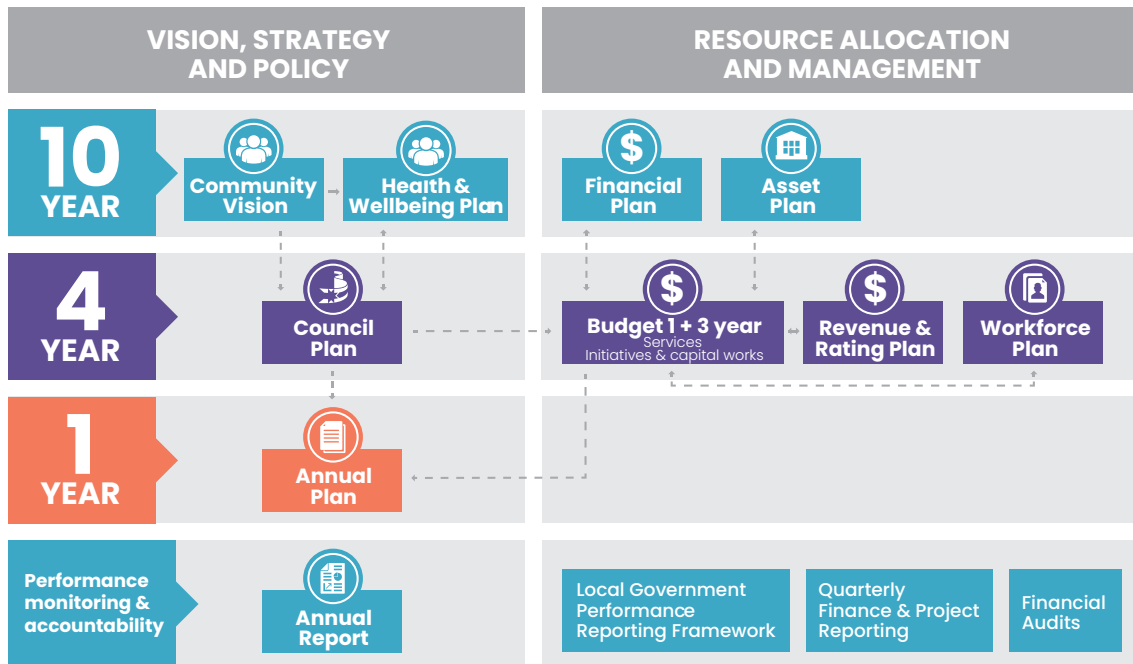 VISION, STRATEGY
AND POLICY
RESOURCE ALLOCATION
AND MANAGEMENT
10
YEAR
Community
Vision
Health &
Wellbeing Plan
$
Financial
Plan
Asset
Plan
4
YEAR
Council
Plan
$
Budget 1 + 3 year
Services
Initiatives & capital works
$
Revenue &
Rating Plan
Workforce
Plan
1
YEAR
Annual
Plan
Performance
monitoring &
accountability
Annual
Report
Local Government
Performance
Reporting Framework
Quarterly
Finance & Project
Reporting
Financial
Audits